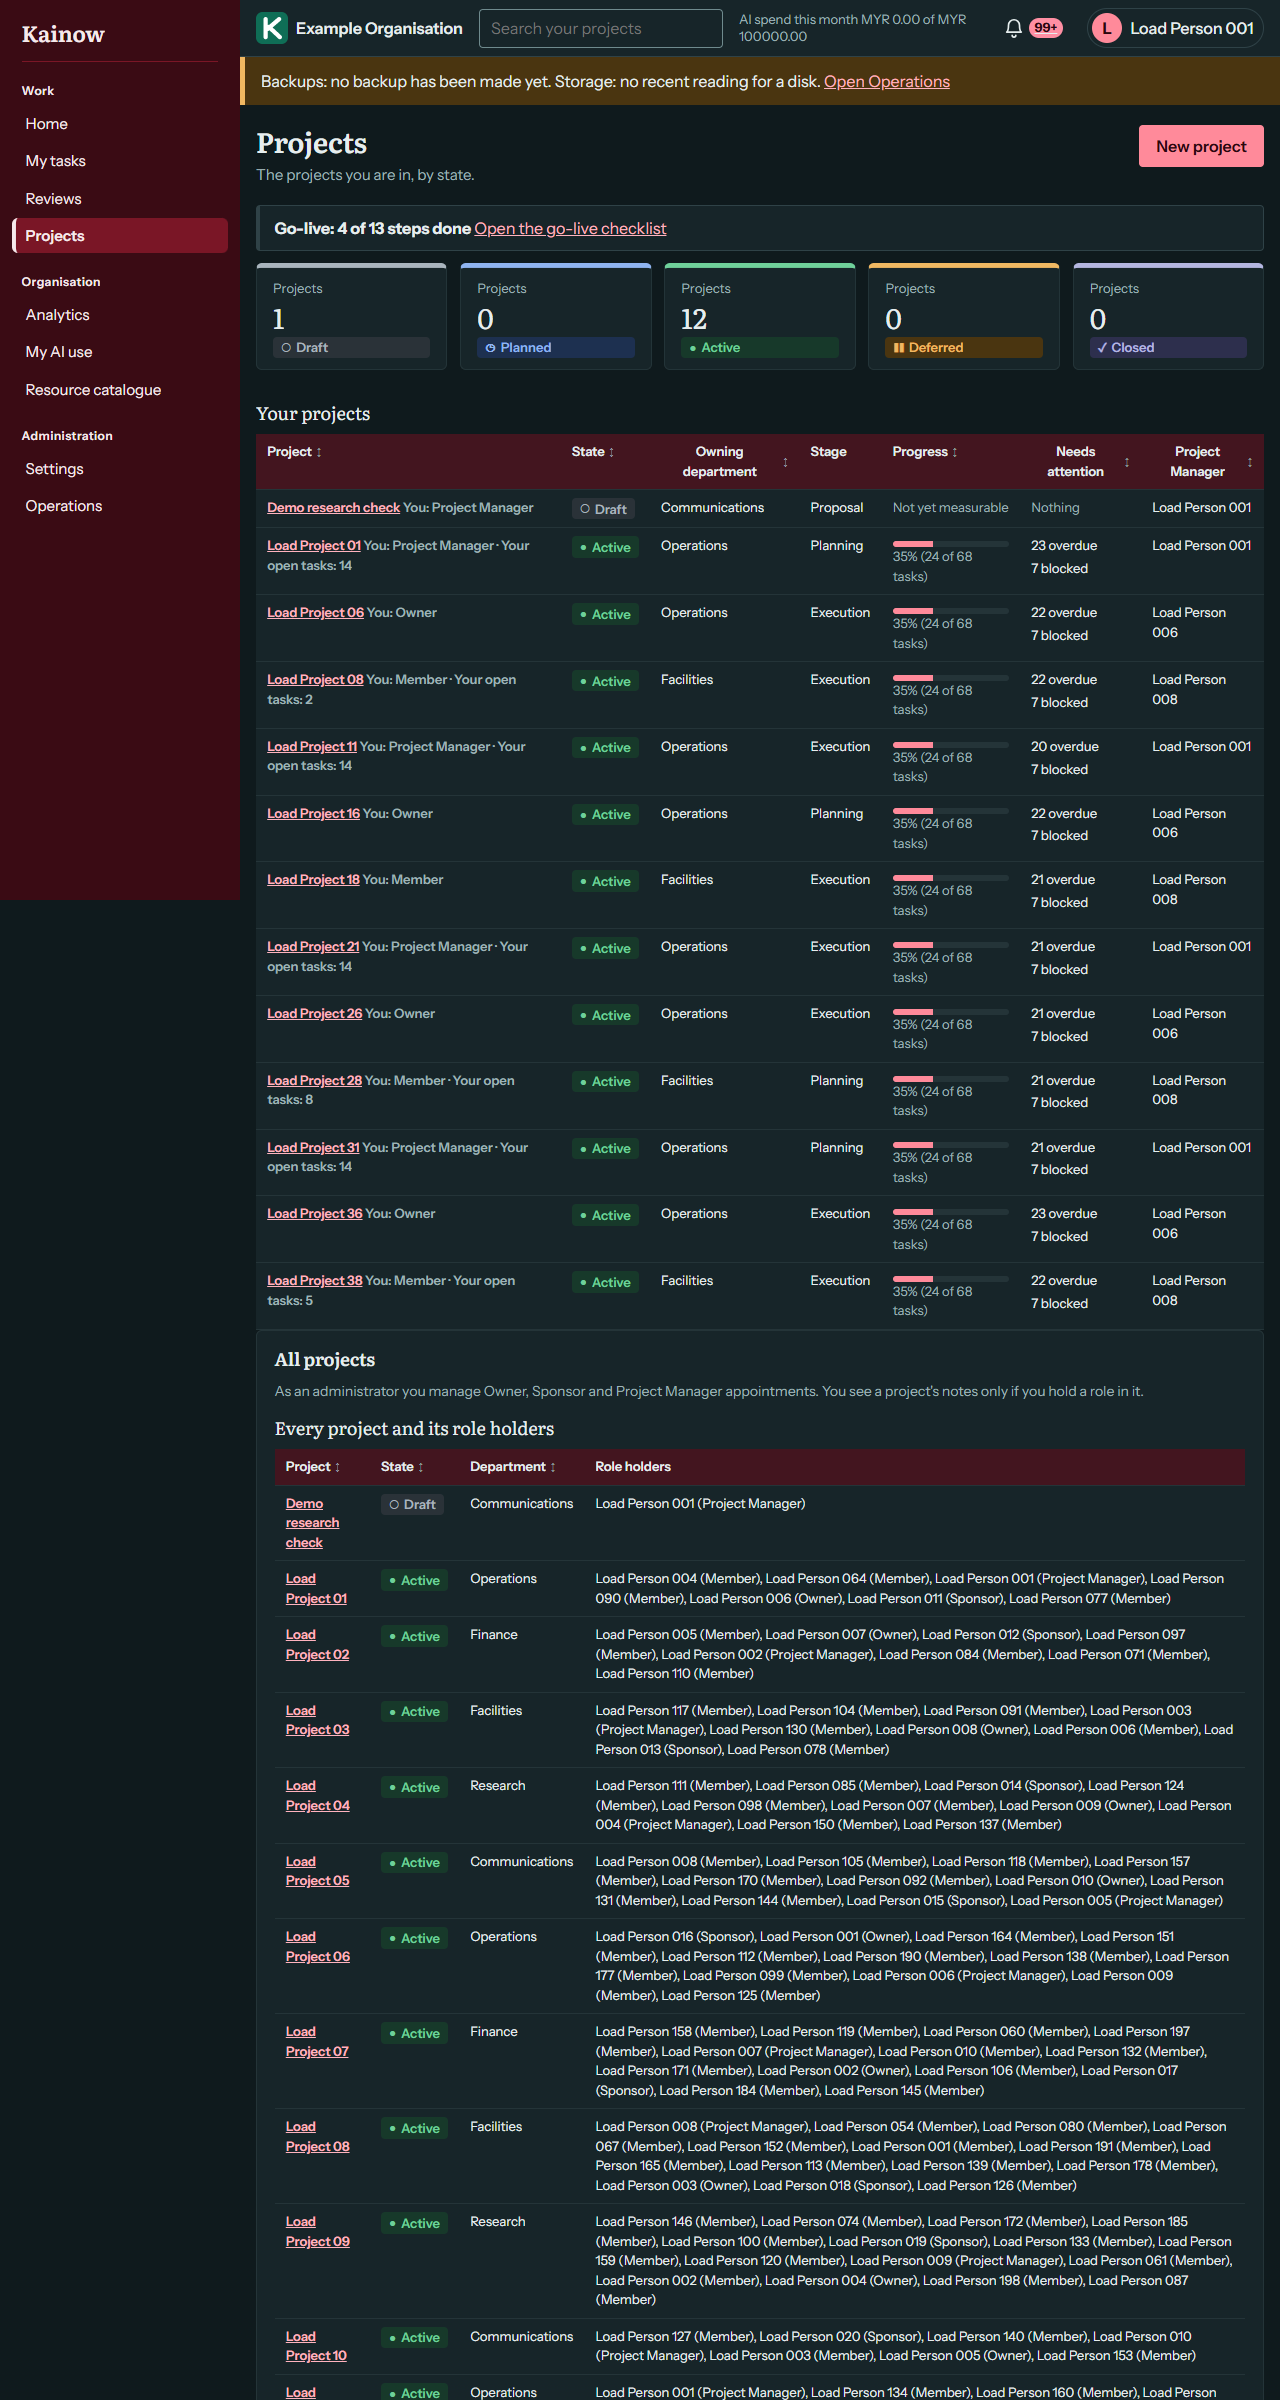 Kainow
Work
Home
My tasks
Reviews
Projects
Organisation
Analytics
My AI use
Resource catalogue
Administration
Settings
Operations
K
Example Organisation
Search your projects
AI spend this month MYR 0.00 of MYR
100000.00
99+
L
Load Person 001
Backups: no backup has been made yet. Storage: no recent reading for a disk. Open Operations
Projects
The projects you are in, by state.
New project
Go-live: 4 of 13 steps done Open the go-live checklist
Projects
1
Draft
Projects
0
Planned
Projects
12
Active
Projects
0
Deferred
Projects
0
Closed
Your projects
Project State Owning department Stage Progress Needs attention Project Manager
Demo research check You: Project Manager Draft Communications Proposal Not yet measurable Nothing Load Person 001
Load Project 01 You: Project Manager · Your open tasks: 14 Active Operations Planning 35% (24 of 68 tasks) 23 overdue 7 blocked Load Person 001
Load Project 06 You: Owner Active Operations Execution 35% (24 of 68 tasks) 22 overdue 7 blocked Load Person 006
Load Project 08 You: Member · Your open tasks: 2 Active Facilities Execution 35% (24 of 68 tasks) 22 overdue 7 blocked Load Person 008
Load Project 11 You: Project Manager · Your open tasks: 14 Active Operations Execution 35% (24 of 68 tasks) 20 overdue 7 blocked Load Person 001
Load Project 16 You: Owner Active Operations Planning 35% (24 of 68 tasks) 22 overdue 7 blocked Load Person 006
Load Project 18 You: Member Active Facilities Execution 35% (24 of 68 tasks) 21 overdue 7 blocked Load Person 008
Load Project 21 You: Project Manager · Your open tasks: 14 Active Operations Execution 35% (24 of 68 tasks) 21 overdue 7 blocked Load Person 001
Load Project 26 You: Owner Active Operations Execution 35% (24 of 68 tasks) 21 overdue 7 blocked Load Person 006
Load Project 28 You: Member · Your open tasks: 8 Active Facilities Planning 35% (24 of 68 tasks) 21 overdue 7 blocked Load Person 008
Load Project 31 You: Project Manager · Your open tasks: 14 Active Operations Planning 35% (24 of 68 tasks) 21 overdue 7 blocked Load Person 001
Load Project 36 You: Owner Active Operations Execution 35% (24 of 68 tasks) 23 overdue 7 blocked Load Person 006
Load Project 38 You: Member · Your open tasks: 5 Active Facilities Execution 35% (24 of 68 tasks) 22 overdue 7 blocked Load Person 008
All projects
As an administrator you manage Owner, Sponsor and Project Manager appointments. You see a project's notes only if you hold a role in it.
Every project and its role holders
Project State Department Role holders
Demo research check Draft Communications Load Person 001 (Project Manager)
Load Project 01 Active Operations Load Person 004 (Member), Load Person 064 (Member), Load Person 001 (Project Manager), Load Person
090 (Member), Load Person 006 (Owner), Load Person 011 (Sponsor), Load Person 077 (Member)
Load Project 02 Active Finance Load Person 005 (Member), Load Person 007 (Owner), Load Person 012 (Sponsor), Load Person 097
(Member), Load Person 002 (Project Manager), Load Person 084 (Member), Load Person 071 (Member),
Load Person 110 (Member)
Load Project 03 Active Facilities Load Person 117 (Member), Load Person 104 (Member), Load Person 091 (Member), Load Person 003
(Project Manager), Load Person 130 (Member), Load Person 008 (Owner), Load Person 006 (Member), Load
Person 013 (Sponsor), Load Person 078 (Member)
Load Project 04 Active Research Load Person 111 (Member), Load Person 085 (Member), Load Person 014 (Sponsor), Load Person 124
(Member), Load Person 098 (Member), Load Person 007 (Member), Load Person 009 (Owner), Load Person
004 (Project Manager), Load Person 150 (Member), Load Person 137 (Member)
Load Project 05 Active Communications Load Person 008 (Member), Load Person 105 (Member), Load Person 118 (Member), Load Person 157
(Member), Load Person 170 (Member), Load Person 092 (Member), Load Person 010 (Owner), Load Person
131 (Member), Load Person 144 (Member), Load Person 015 (Sponsor), Load Person 005 (Project Manager)
Load Project 06 Active Operations Load Person 016 (Sponsor), Load Person 001 (Owner), Load Person 164 (Member), Load Person 151
(Member), Load Person 112 (Member), Load Person 190 (Member), Load Person 138 (Member), Load Person
177 (Member), Load Person 099 (Member), Load Person 006 (Project Manager), Load Person 009
(Member), Load Person 125 (Member)
Load Project 07 Active Finance Load Person 158 (Member), Load Person 119 (Member), Load Person 060 (Member), Load Person 197
(Member), Load Person 007 (Project Manager), Load Person 010 (Member), Load Person 132 (Member),
Load Person 171 (Member), Load Person 002 (Owner), Load Person 106 (Member), Load Person 017
(Sponsor), Load Person 184 (Member), Load Person 145 (Member)
Load Project 08 Active Facilities Load Person 008 (Project Manager), Load Person 054 (Member), Load Person 080 (Member), Load Person
067 (Member), Load Person 152 (Member), Load Person 001 (Member), Load Person 191 (Member), Load
Person 165 (Member), Load Person 113 (Member), Load Person 139 (Member), Load Person 178 (Member),
Load Person 003 (Owner), Load Person 018 (Sponsor), Load Person 126 (Member)
Load Project 09 Active Research Load Person 146 (Member), Load Person 074 (Member), Load Person 172 (Member), Load Person 185
(Member), Load Person 100 (Member), Load Person 019 (Sponsor), Load Person 133 (Member), Load Person
159 (Member), Load Person 120 (Member), Load Person 009 (Project Manager), Load Person 061 (Member),
Load Person 002 (Member), Load Person 004 (Owner), Load Person 198 (Member), Load Person 087
(Member)
Load Project 10 Active Communications Load Person 127 (Member), Load Person 020 (Sponsor), Load Person 140 (Member), Load Person 010
(Project Manager), Load Person 003 (Member), Load Person 005 (Owner), Load Person 153 (Member)
Load Active Operations Load Person 001 (Project Manager), Load Person 134 (Member), Load Person 160 (Member), Load Person